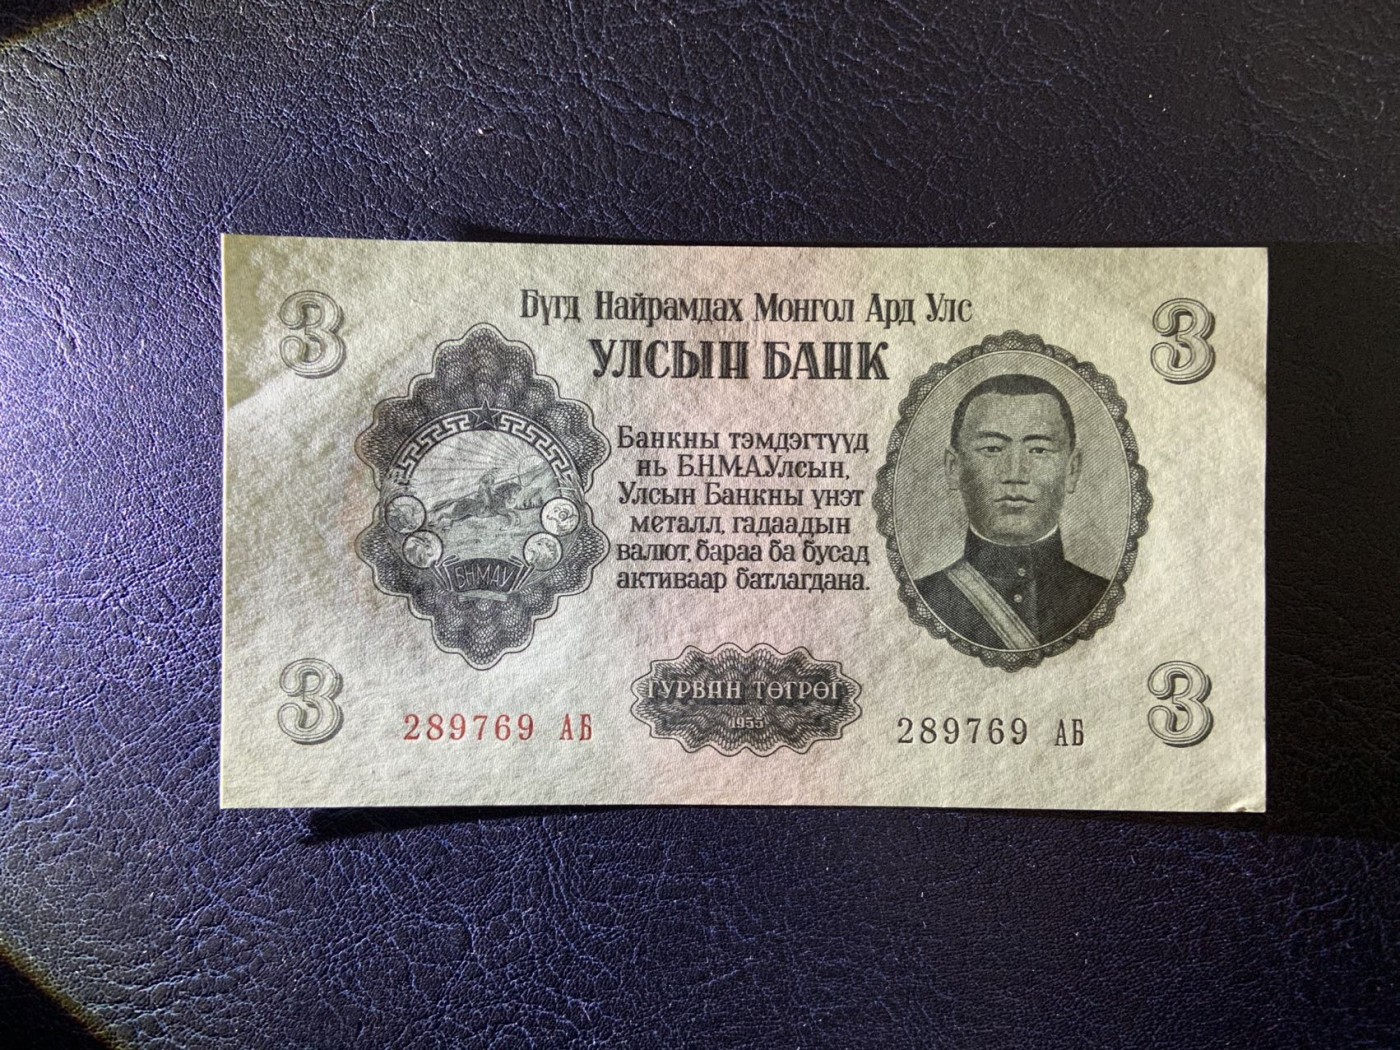 3
3
Бүгд Найрамдах Монгол Ард Улс
УЛСЫН БАНК
Банкны тэмдэгтүүд
нь Б.Н.М.А.Улсын,
Улсын Банкны үнэт
металл, гадаадын
валют, бараа ба бусад
активаар батлагдана.
БНМАУ
ГУРВАН ТӨГРӨГ
1955
3
289769 АБ
289769 АБ
3